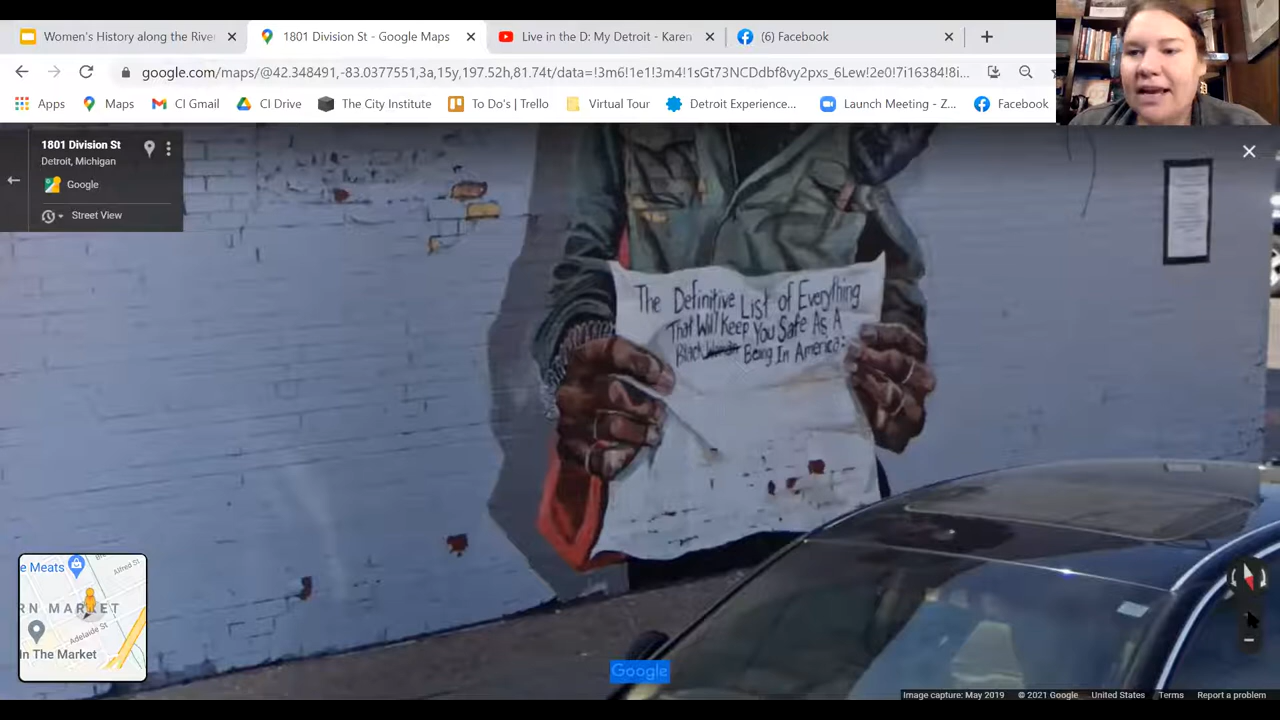 Women's History along the River
1801 Division St - Google Maps
Live in the D: My Detroit - Karen
(6) Facebook
google.com/maps/@42.348491,-83.0377551,3a,15y,197.52h,81.74t/data=!3m6!1e1!3m4!1sGt73NCDdbf8vy2pxs_6Lew!2e0!7i16384!8i...
Apps
Maps
CI Gmail
CI Drive
The City Institute
To Do's | Trello
Virtual Tour
Detroit Experience...
Launch Meeting - Z...
Facebook
1801 Division St
Detroit, Michigan
Google
Street View
The Definitive List of Everything
That Will Keep You Safe As A
Black Woman Being In America:
e Meats
Alfred St
RN MARKET
Adelaide St
In The Market
Google
Image capture: May 2019 © 2021 Google United States Terms Report a problem